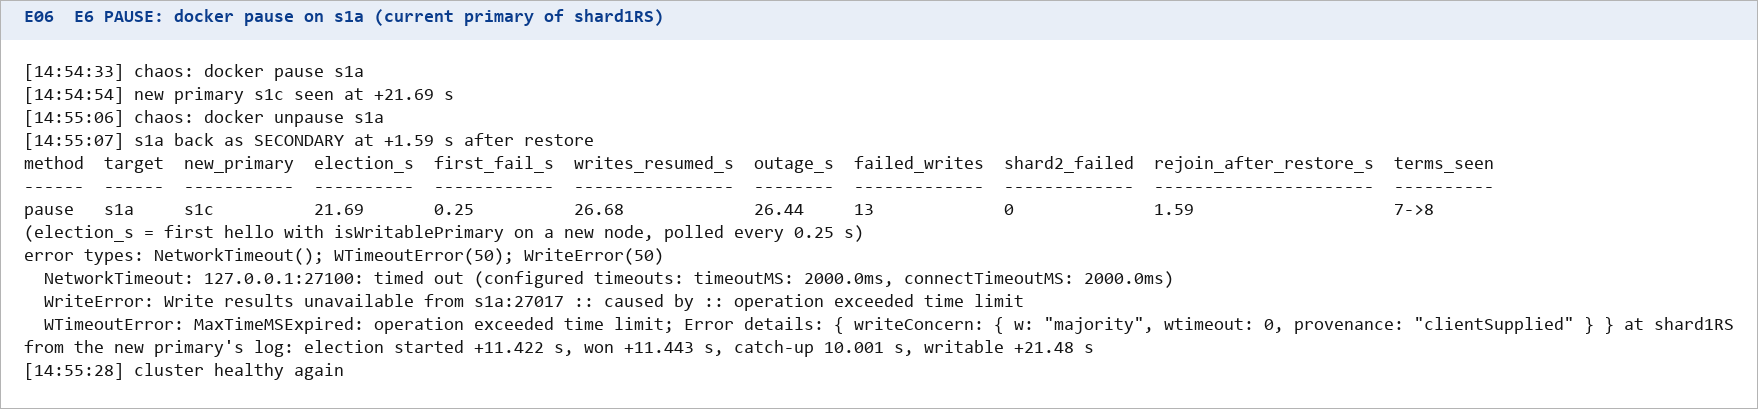 E06  E6 PAUSE: docker pause on s1a (current primary of shard1RS)
[14:54:33] chaos: docker pause s1a
[14:54:54] new primary s1c seen at +21.69 s
[14:55:06] chaos: docker unpause s1a
[14:55:07] s1a back as SECONDARY at +1.59 s after restore
method  target  new_primary  election_s  first_fail_s  writes_resumed_s  outage_s  failed_writes  shard2_failed  rejoin_after_restore_s  terms_seen
------  ------  -----------  ----------  ------------  ----------------  --------  -------------  -------------  ----------------------  ----------
pause   s1a     s1c          21.69       0.25          26.68             26.44     13             0              1.59                    7->8
(election_s = first hello with isWritablePrimary on a new node, polled every 0.25 s)
error types: NetworkTimeout(); WTimeoutError(50); WriteError(50)
  NetworkTimeout: 127.0.0.1:27100: timed out (configured timeouts: timeoutMS: 2000.0ms, connectTimeoutMS: 2000.0ms)
  WriteError: Write results unavailable from s1a:27017 :: caused by :: operation exceeded time limit
  WTimeoutError: MaxTimeMSExpired: operation exceeded time limit; Error details: { writeConcern: { w: "majority", wtimeout: 0, provenance: "clientSupplied" } } at shard1RS
from the new primary's log: election started +11.422 s, won +11.443 s, catch-up 10.001 s, writable +21.48 s
[14:55:28] cluster healthy again